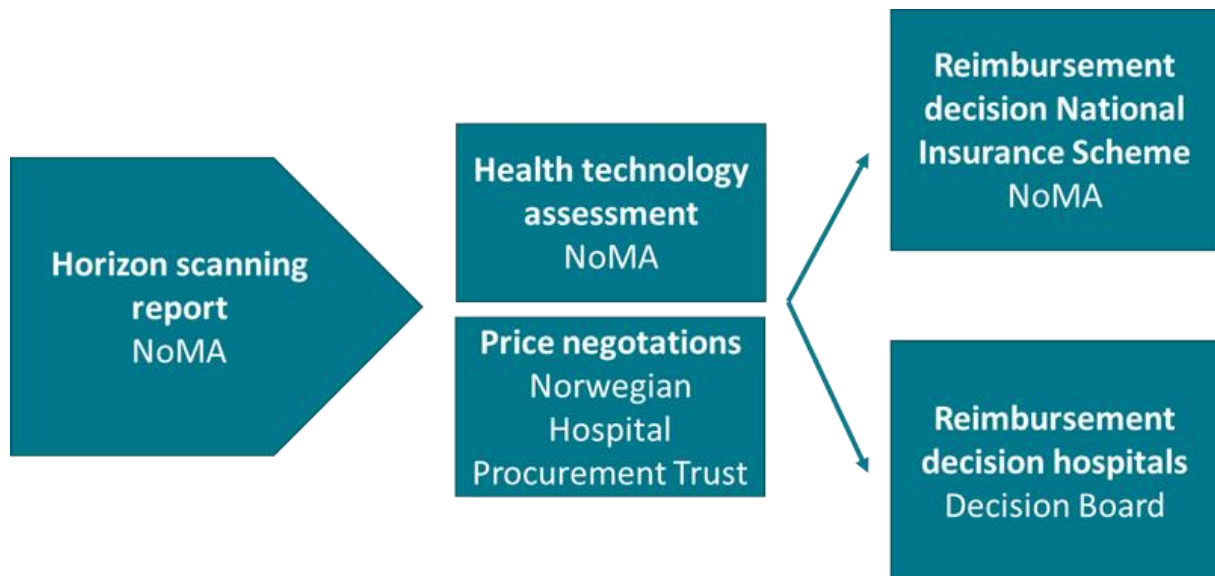 Horizon scanning
report
NoMA
Health technology
assessment
NoMA
Price negotations
Norwegian
Hospital
Procurement Trust
Reimbursement
decision National
Insurance Scheme
NoMA
Reimbursement
decision hospitals
Decision Board